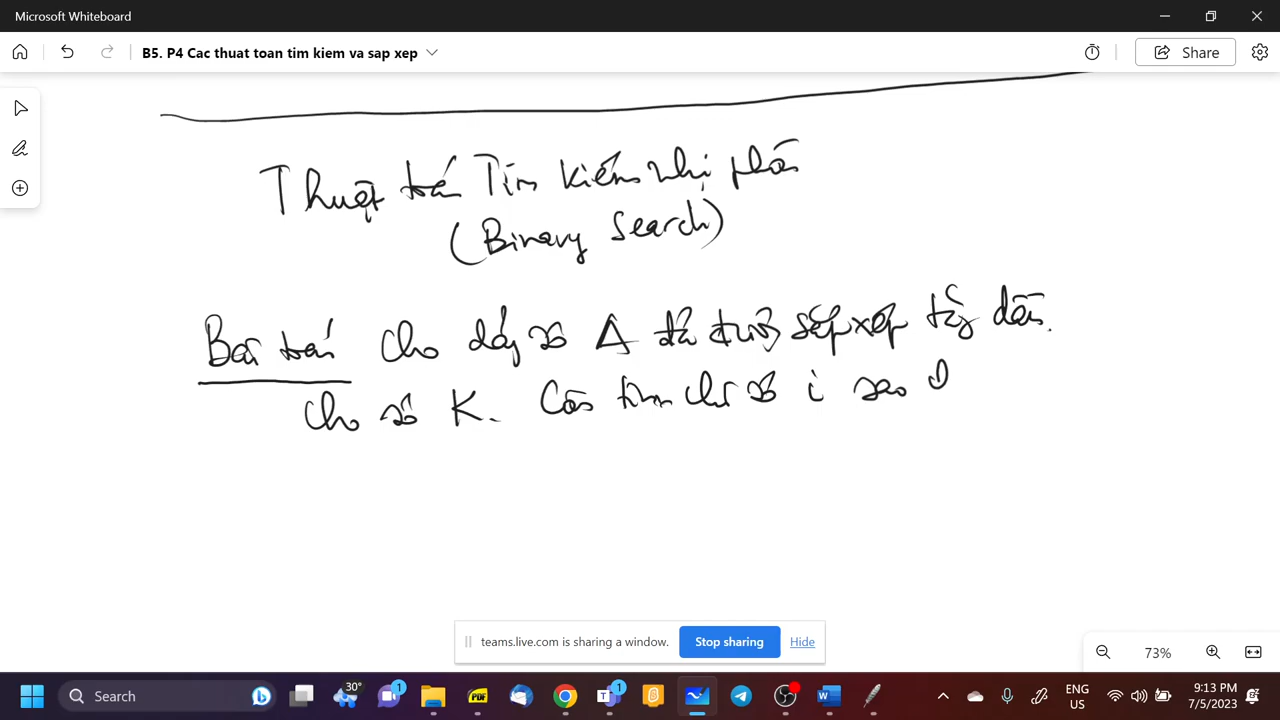 Microsoft Whiteboard
B5. P4 Cac thuat toan tim kiem va sap xep
Share
Thuật toán Tìm kiếm nhị phân
(Binary Search)
Bài toán Cho dãy số A đã được sắp xếp tăng dần.
Cho số K. Cần tìm chỉ số i sao
teams.live.com is sharing a window.
Stop sharing
Hide
73%
Search
30°
1
1
ENG
US
9:13 PM
7/5/2023